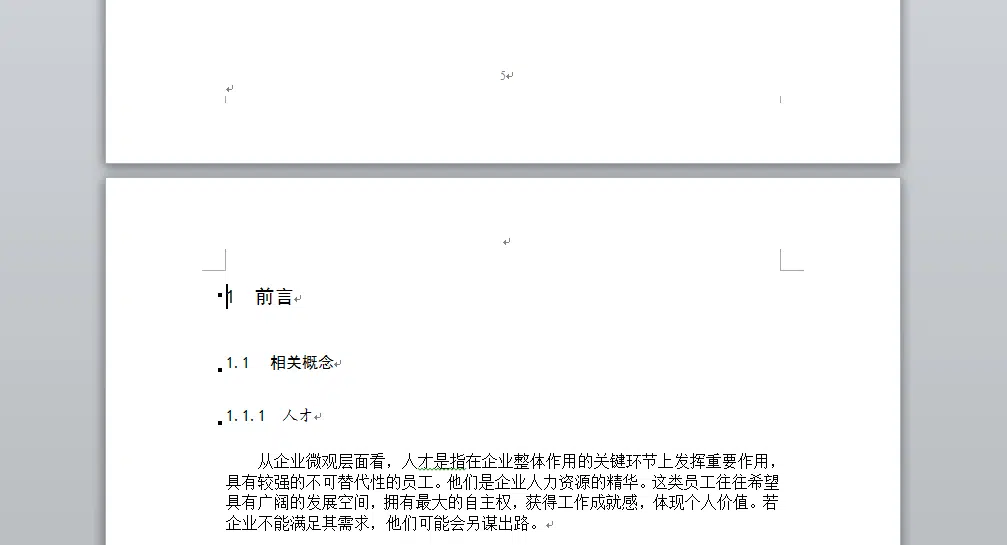 5
1 前言
1.1 相关概念
1.1.1 人才
从企业微观层面看，人才是指在企业整体作用的关键环节上发挥重要作用，
具有较强的不可替代性的员工。他们是企业人力资源的精华。这类员工往往希望
具有广阔的发展空间，拥有最大的自主权，获得工作成就感，体现个人价值。若
企业不能满足其需求，他们可能会另谋出路。